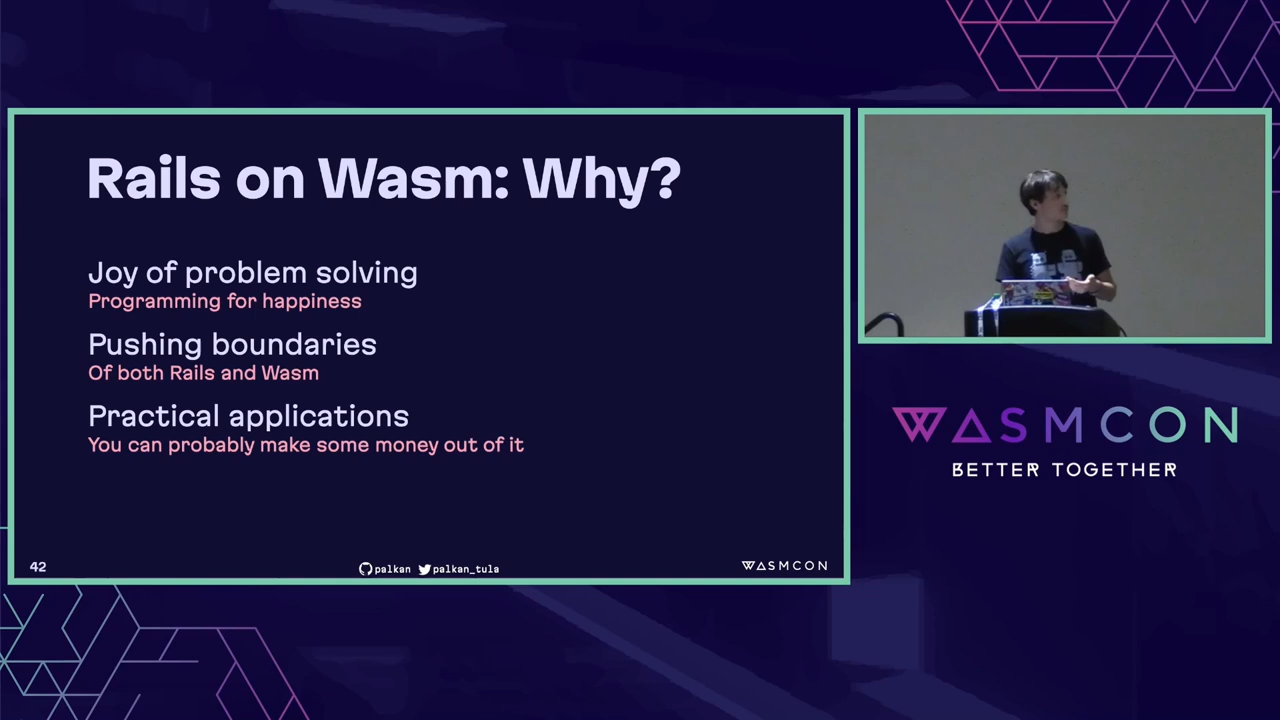 Rails on Wasm: Why?
Joy of problem solving
Programming for happiness
Pushing boundaries
Of both Rails and Wasm
Practical applications
You can probably make some money out of it
42
palkan palkan_tula
WASMCON
WASMCON
BETTER TOGETHER